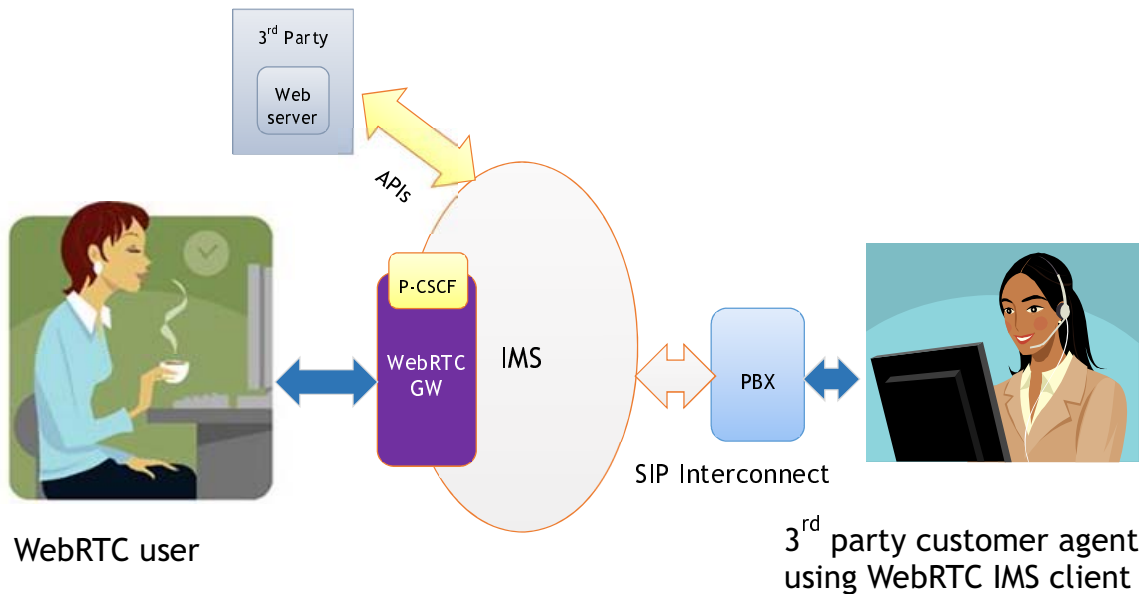 3rd Party
Web
server
APIs
P-CSCF
WebRTC
GW
IMS
PBX
SIP Interconnect
WebRTC user
3rd party customer agent
using WebRTC IMS client